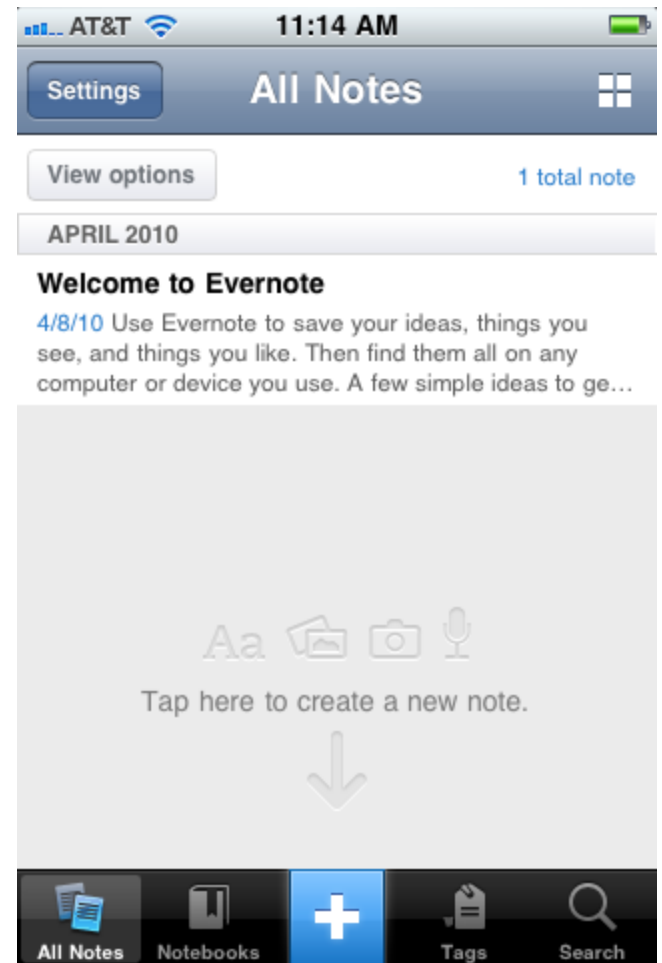 AT&T 11:14 AM
Settings All Notes
View options 1 total note
APRIL 2010
Welcome to Evernote
4/8/10 Use Evernote to save your ideas, things you
see, and things you like. Then find them all on any
computer or device you use. A few simple ideas to ge...
Aa
Tap here to create a new note.
All Notes Notebooks Tags Search